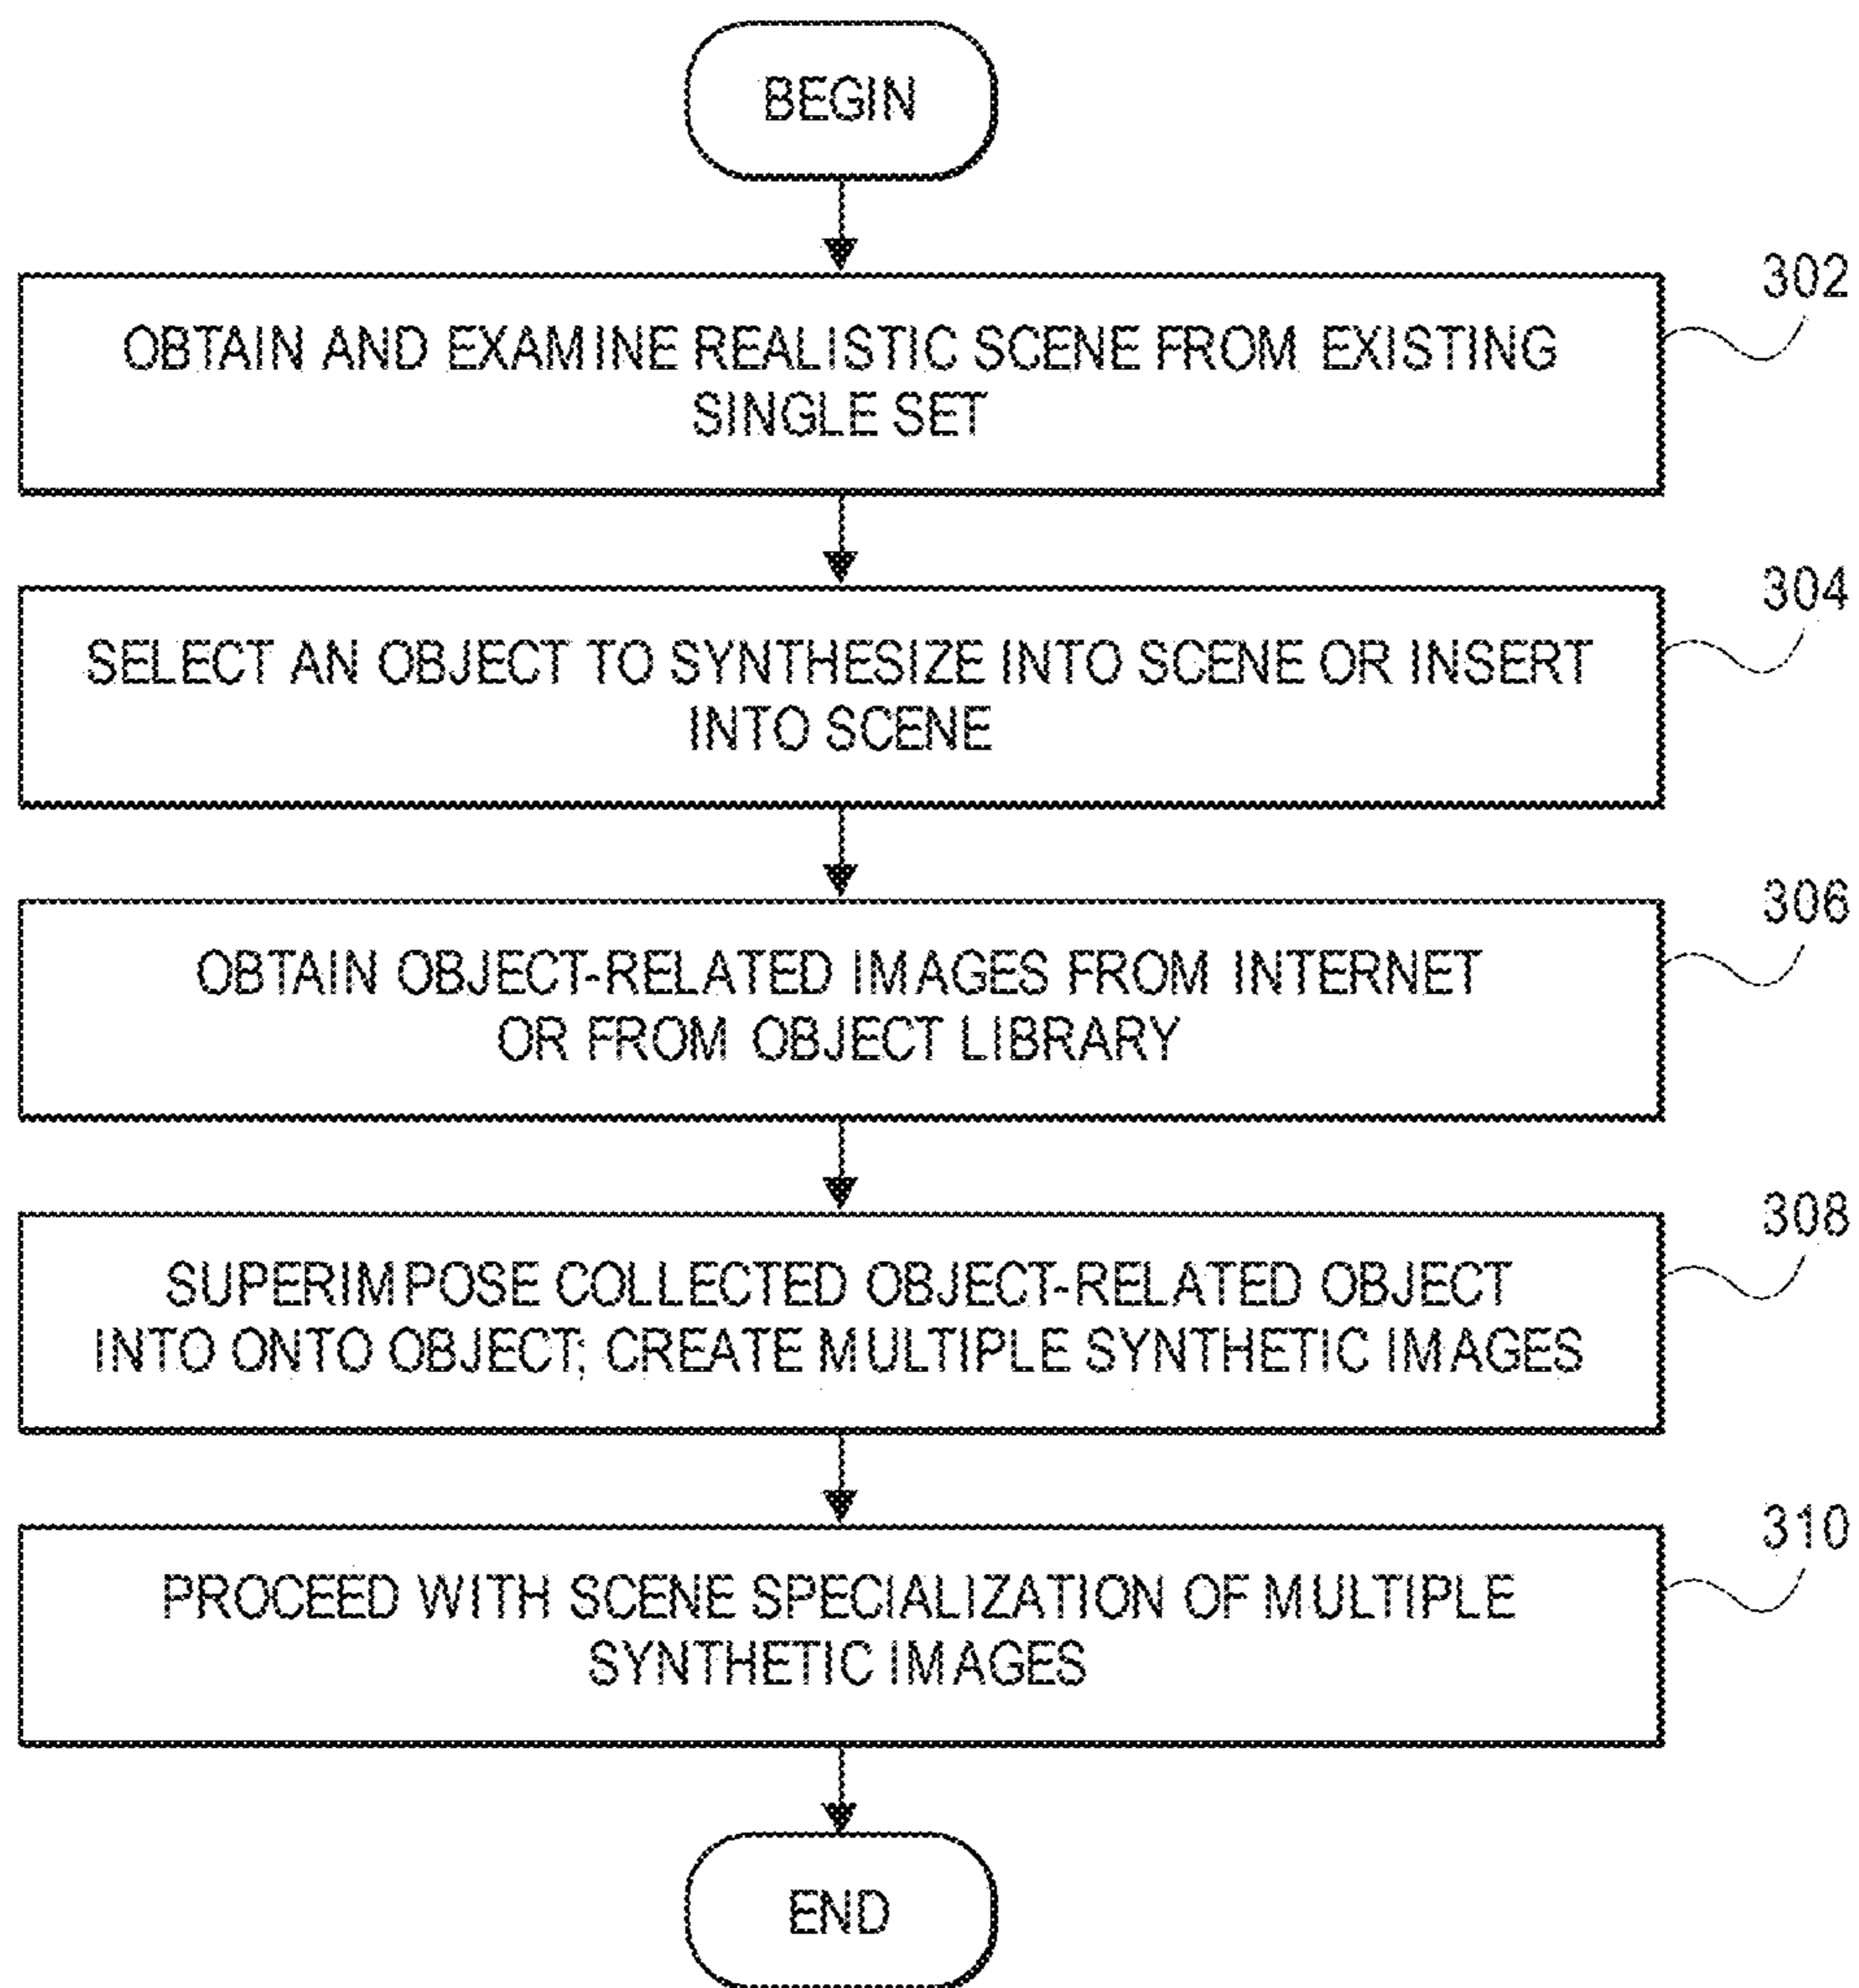 BEGIN
302
OBTAIN AND EXAMINE REALISTIC SCENE FROM EXISTING
SINGLE SET
304
SELECT AN OBJECT TO SYNTHESIZE INTO SCENE OR INSERT
INTO SCENE
306
OBTAIN OBJECT-RELATED IMAGES FROM INTERNET
OR FROM OBJECT LIBRARY
308
SUPERIMPOSE COLLECTED OBJECT-RELATED OBJECT
INTO ONTO OBJECT; CREATE MULTIPLE SYNTHETIC IMAGES
310
PROCEED WITH SCENE SPECIALIZATION OF MULTIPLE
SYNTHETIC IMAGES
END